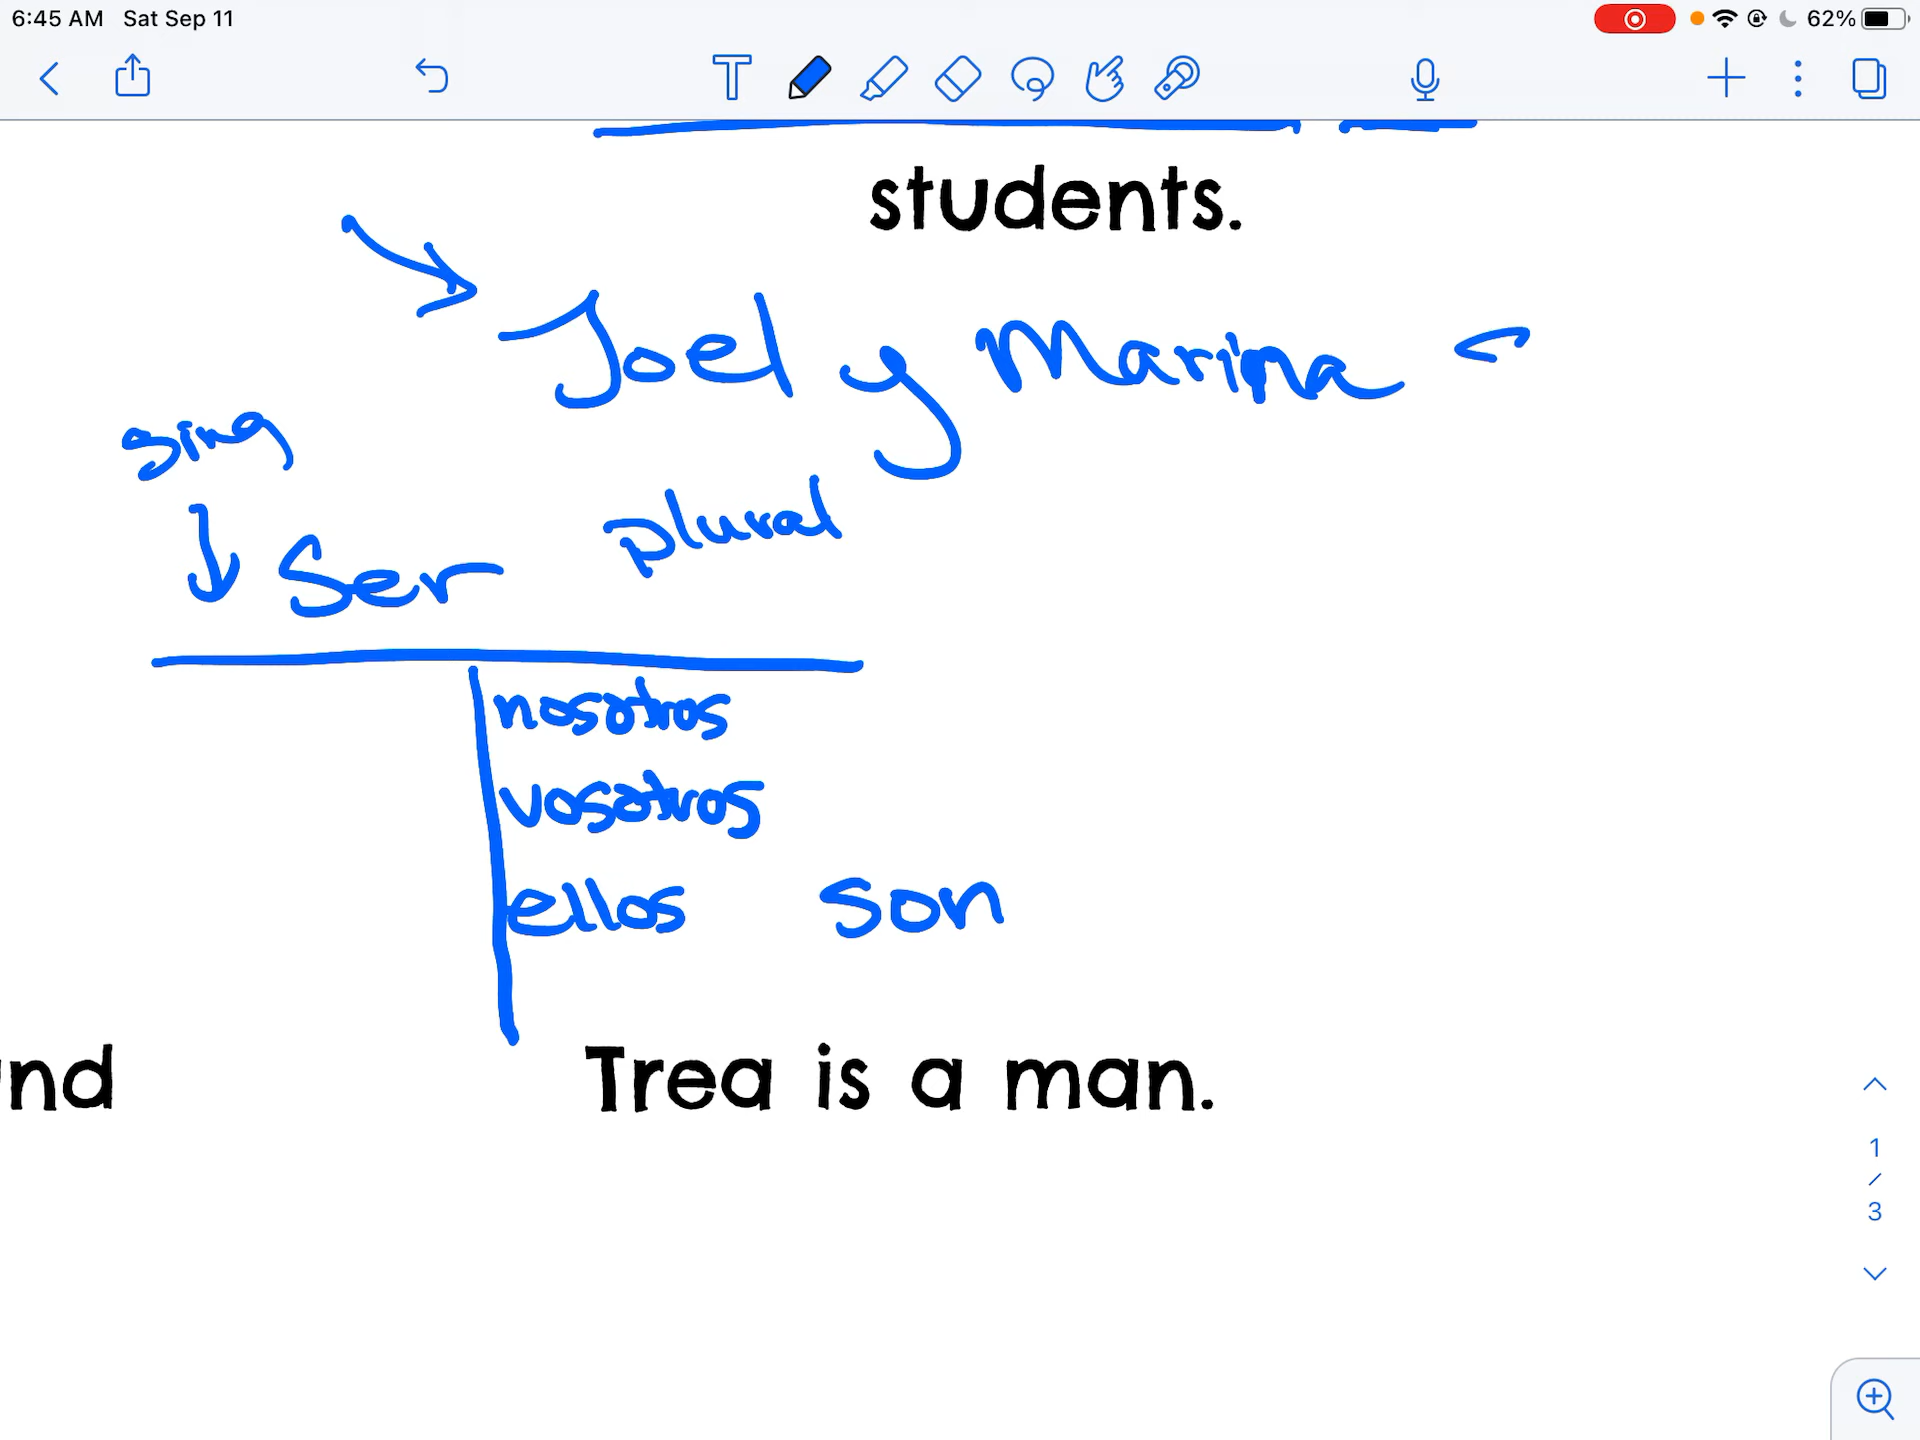 6:45 AM Sat Sep 11
62%
T
students.
Joel y Marina
sing
plural
Ser
nosotros
vosotros
ellos son
nd
Trea is a man.
1
/
3